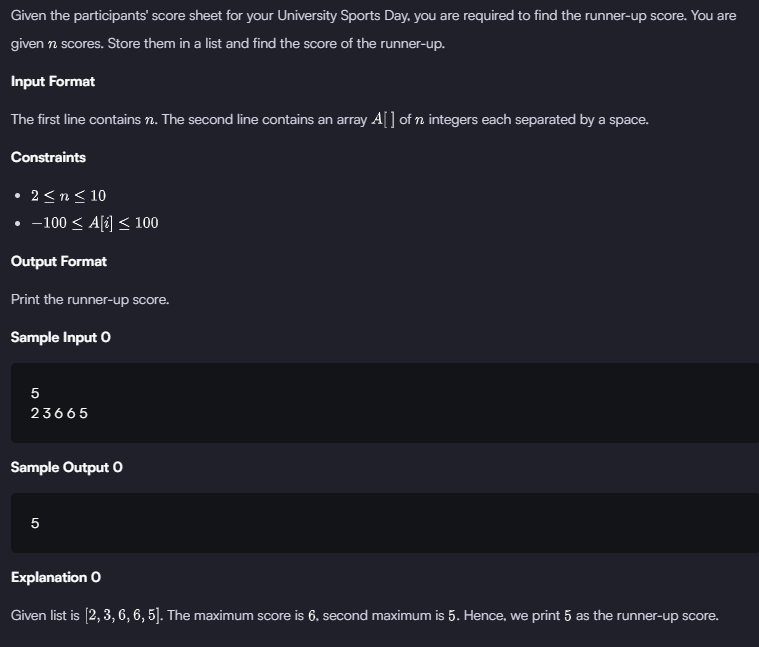 Given the participants' score sheet for your University Sports Day, you are required to find the runner-up score. You are
given n scores. Store them in a list and find the score of the runner-up.
Input Format
The first line contains n. The second line contains an array A[ ] of n integers each separated by a space.
Constraints
• 2 ≤ n ≤ 10
• −100 ≤ A[i] ≤ 100
Output Format
Print the runner-up score.
Sample Input 0
5
2 3 6 6 5
Sample Output 0
5
Explanation 0
Given list is [2, 3, 6, 6, 5]. The maximum score is 6, second maximum is 5. Hence, we print 5 as the runner-up score.